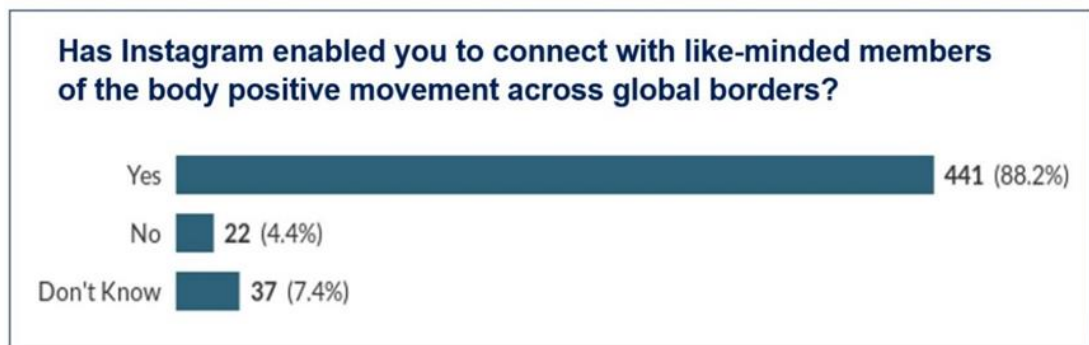 Has Instagram enabled you to connect with like-minded members
of the body positive movement across global borders?
Yes 441 (88.2%)
No 22 (4.4%)
Don't Know 37 (7.4%)